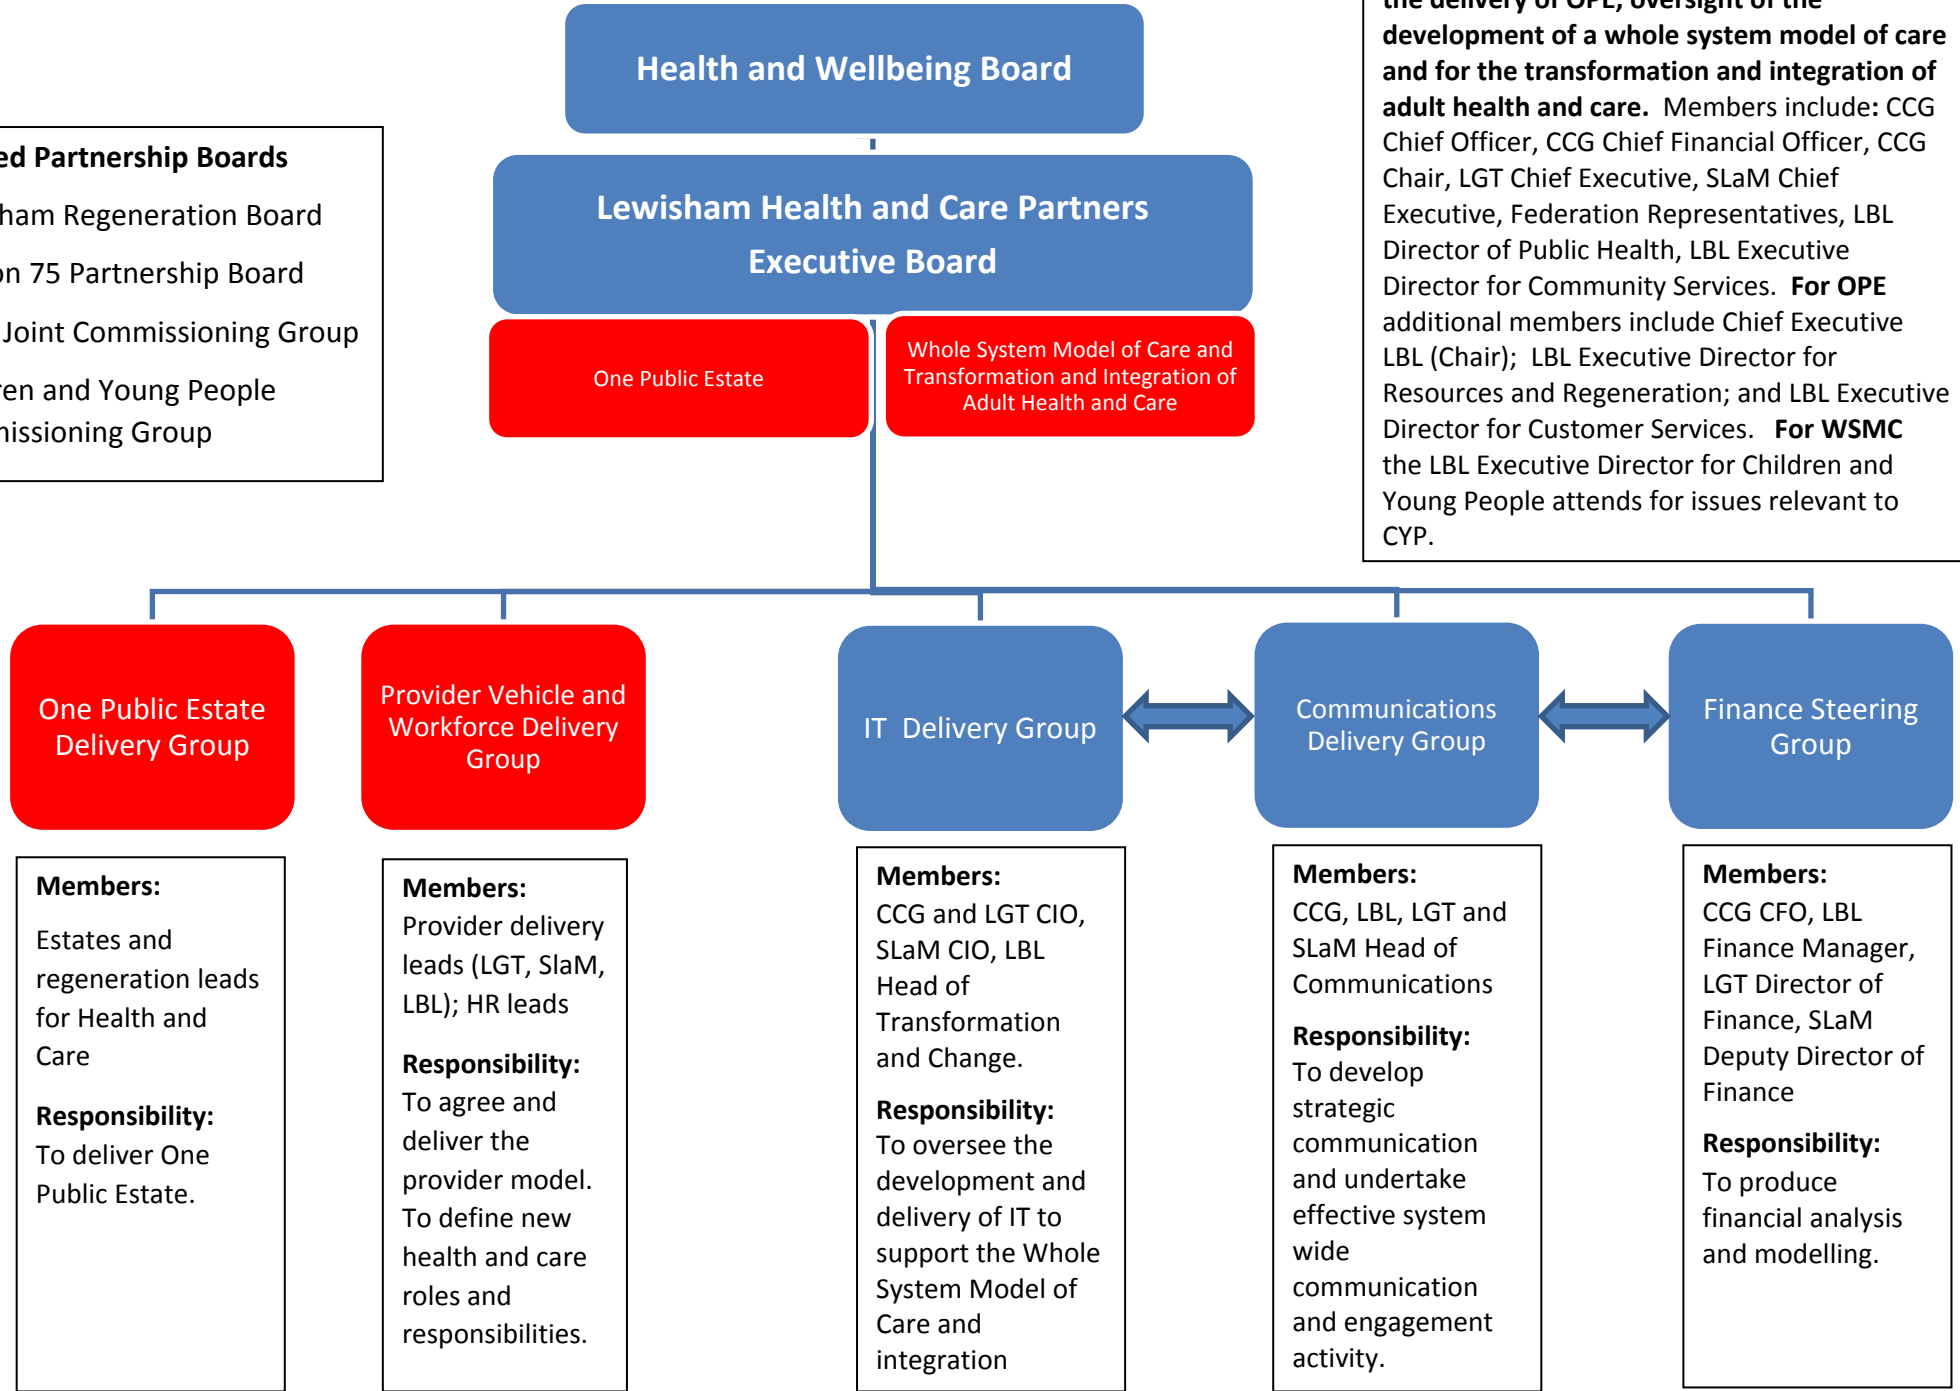 Health and Wellbeing Board
Lewisham Health and Care Partners
Executive Board
One Public Estate
Whole System Model of Care and
Transformation and Integration of
Adult Health and Care
Partnership Boards
Regeneration Board
75 Partnership Board
Joint Commissioning Group
and Young People
Group
the delivery of OPE, oversight of the
development of a whole system model of care
and for the transformation and integration of
adult health and care. Members include: CCG
Chief Officer, CCG Chief Financial Officer, CCG
Chair, LGT Chief Executive, SLaM Chief
Executive, Federation Representatives, LBL
Director of Public Health, LBL Executive
Director for Community Services. For OPE
additional members include Chief Executive
LBL (Chair); LBL Executive Director for
Resources and Regeneration; and LBL Executive
Director for Customer Services. For WSMC
the LBL Executive Director for Children and
Young People attends for issues relevant to
CYP.
One Public Estate
Delivery Group
Provider Vehicle and
Workforce Delivery
Group
IT Delivery Group
Communications
Delivery Group
Finance Steering
Group
Members:
Estates and
regeneration leads
for Health and
Care
Responsibility:
To deliver One
Public Estate.
Members:
Provider delivery
leads (LGT, SlaM,
LBL); HR leads
Responsibility:
To agree and
deliver the
provider model.
To define new
health and care
roles and
responsibilities.
Members:
CCG and LGT CIO,
SLaM CIO, LBL
Head of
Transformation
and Change.
Responsibility:
To oversee the
development and
delivery of IT to
support the Whole
System Model of
Care and
integration
Members:
CCG, LBL, LGT and
SLaM Head of
Communications
Responsibility:
To develop
strategic
communication
and undertake
effective system
wide
communication
and engagement
activity.
Members:
CCG CFO, LBL
Finance Manager,
LGT Director of
Finance, SLaM
Deputy Director of
Finance
Responsibility:
To produce
financial analysis
and modelling.